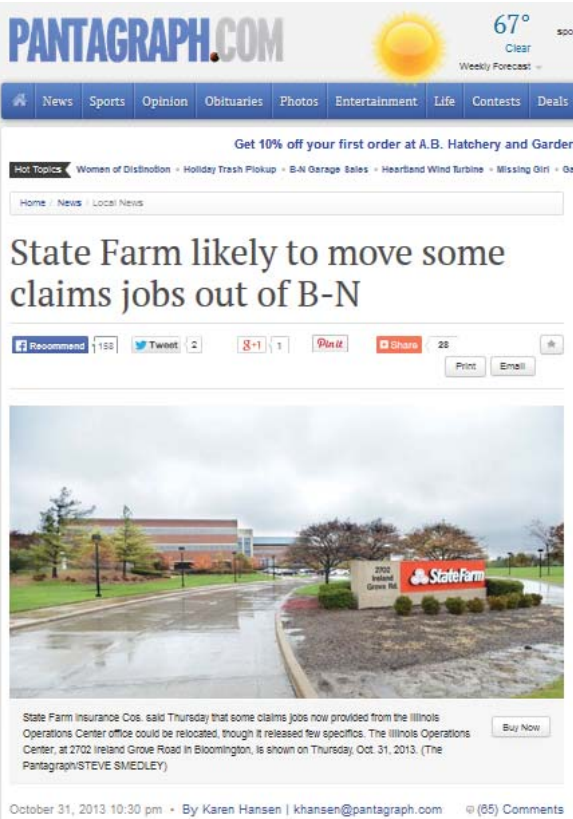 PANTAGRAPH.COM
67°
Clear
Weekly Forecast
spo
News Sports Opinion Obituaries Photos Entertainment Life Contests Deals
Get 10% off your first order at A.B. Hatchery and Garden
Hot Topics Women of Distinction Holiday Trash Pickup B-N Garage Sales Heartland Wind Turbine Missing Girl Ga
Home / News / Local News
State Farm likely to move some
claims jobs out of B-N
Recommend 158 Tweet 2 g+1 1 Pin it Share 28
Print Email
2702
Ireland
Grove Rd
StateFarm
State Farm Insurance Cos. said Thursday that some claims jobs now provided from the Illinois
Operations Center office could be relocated, though it released few specifics. The Illinois Operations
Center, at 2702 Ireland Grove Road in Bloomington, is shown on Thursday, Oct. 31, 2013. (The
Pantagraph/STEVE SMEDLEY)
Buy Now
October 31, 2013 10:30 pm • By Karen Hansen | khansen@pantagraph.com (65) Comments